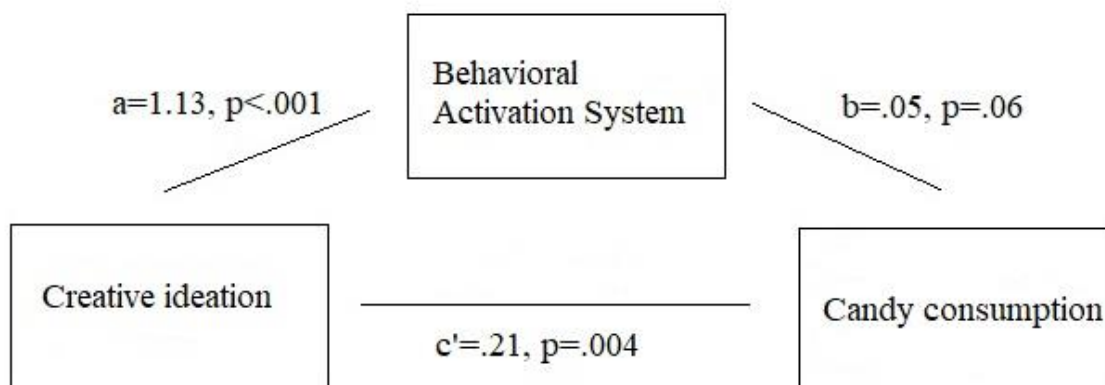 Behavioral
Activation System
a=1.13, p<.001
b=.05, p=.06
Creative ideation
Candy consumption
c'=.21, p=.004